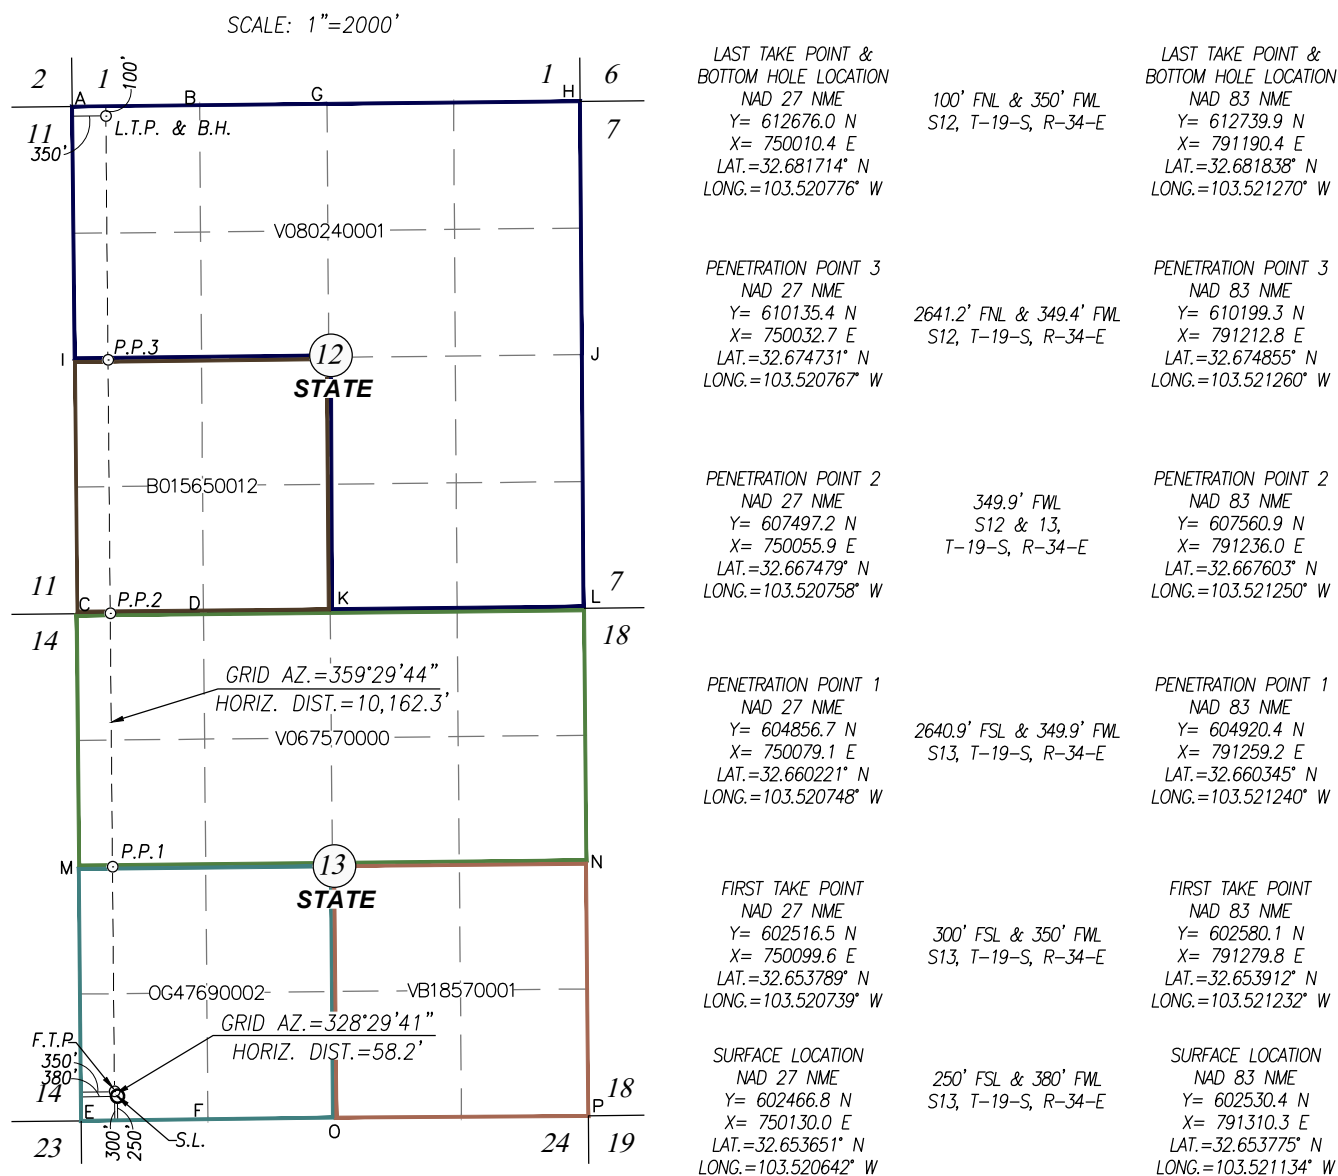 SCALE: 1"=2000'
2
1
100'
1
6
A
B
G
H
L.T.P. & B.H.
11
350'
7
V080240001
P.P.3
I
12
J
STATE
B015650012
11
C
P.P.2
D
K
L
7
14
18
GRID AZ.=359°29'44"
HORIZ. DIST.=10,162.3'
V067570000
P.P.1
M
13
N
STATE
OG47690002
VB18570001
GRID AZ.=328°29'41"
HORIZ. DIST.=58.2'
F.T.P.
350'
380'
14
18
E
F
O
P
S.L.
300'
250'
23
24
19
LAST TAKE POINT &
BOTTOM HOLE LOCATION
NAD 27 NME
Y= 612676.0 N
X= 750010.4 E
LAT.=32.681714° N
LONG.=103.520776° W
100' FNL & 350' FWL
S12, T-19-S, R-34-E
LAST TAKE POINT &
BOTTOM HOLE LOCATION
NAD 83 NME
Y= 612739.9 N
X= 791190.4 E
LAT.=32.681838° N
LONG.=103.521270° W
PENETRATION POINT 3
NAD 27 NME
Y= 610135.4 N
X= 750032.7 E
LAT.=32.674731° N
LONG.=103.520767° W
2641.2' FNL & 349.4' FWL
S12, T-19-S, R-34-E
PENETRATION POINT 3
NAD 83 NME
Y= 610199.3 N
X= 791212.8 E
LAT.=32.674855° N
LONG.=103.521260° W
PENETRATION POINT 2
NAD 27 NME
Y= 607497.2 N
X= 750055.9 E
LAT.=32.667479° N
LONG.=103.520758° W
349.9' FWL
S12 & 13,
T-19-S, R-34-E
PENETRATION POINT 2
NAD 83 NME
Y= 607560.9 N
X= 791236.0 E
LAT.=32.667603° N
LONG.=103.521250° W
PENETRATION POINT 1
NAD 27 NME
Y= 604856.7 N
X= 750079.1 E
LAT.=32.660221° N
LONG.=103.520748° W
2640.9' FSL & 349.9' FWL
S13, T-19-S, R-34-E
PENETRATION POINT 1
NAD 83 NME
Y= 604920.4 N
X= 791259.2 E
LAT.=32.660345° N
LONG.=103.521240° W
FIRST TAKE POINT
NAD 27 NME
Y= 602516.5 N
X= 750099.6 E
LAT.=32.653789° N
LONG.=103.520739° W
300' FSL & 350' FWL
S13, T-19-S, R-34-E
FIRST TAKE POINT
NAD 83 NME
Y= 602580.1 N
X= 791279.8 E
LAT.=32.653912° N
LONG.=103.521232° W
SURFACE LOCATION
NAD 27 NME
Y= 602466.8 N
X= 750130.0 E
LAT.=32.653651° N
LONG.=103.520642° W
250' FSL & 380' FWL
S13, T-19-S, R-34-E
SURFACE LOCATION
NAD 83 NME
Y= 602530.4 N
X= 791310.3 E
LAT.=32.653775° N
LONG.=103.521134° W